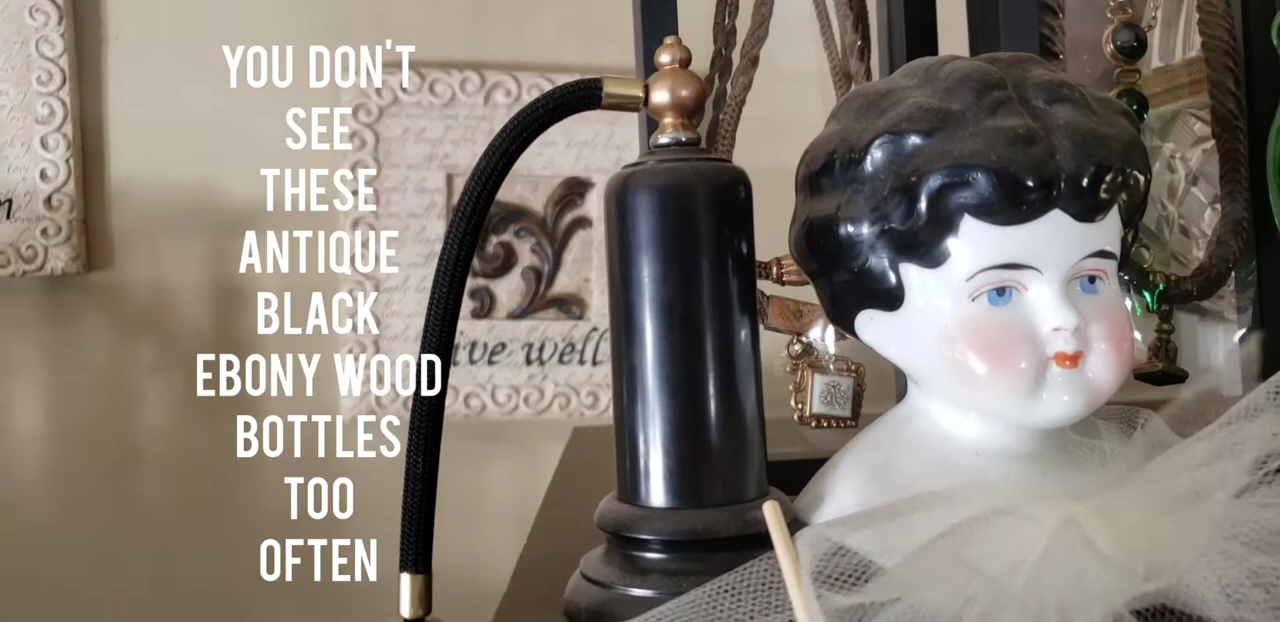 YOU DON'T
SEE
THESE
ANTIQUE
BLACK
EBONY WOOD
BOTTLES
TOO
OFTEN
ive well